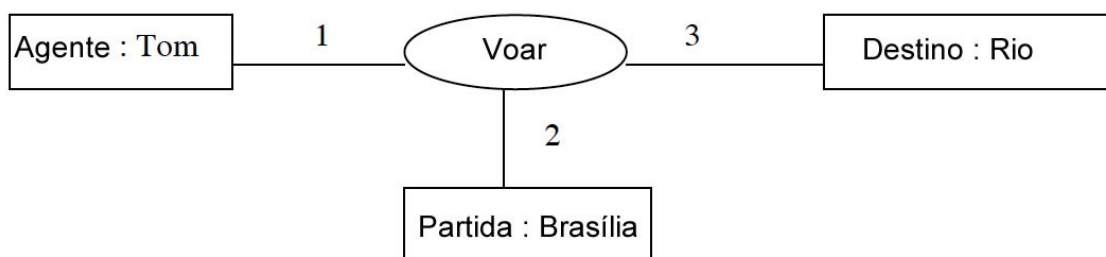 Agente : Tom
1
Voar
3
Destino : Rio
2
Partida : Brasília